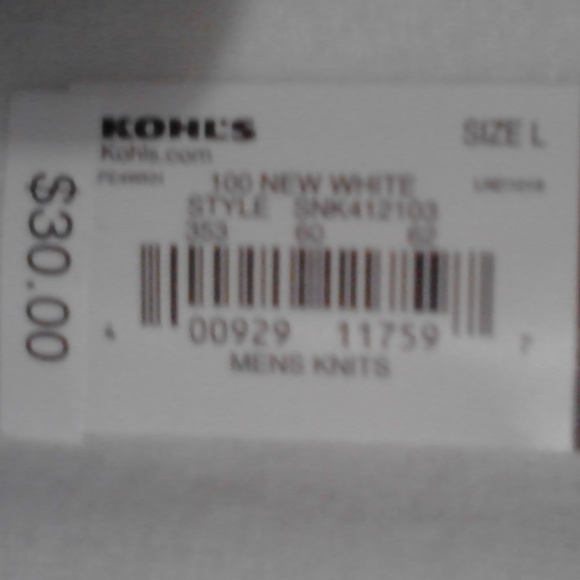 KOHL'S
SIZE L
Kohls.com
100 NEW WHITE
STYLE SNK412103
353 60 62
4 00929 11759 7
MENS KNITS
$30.00